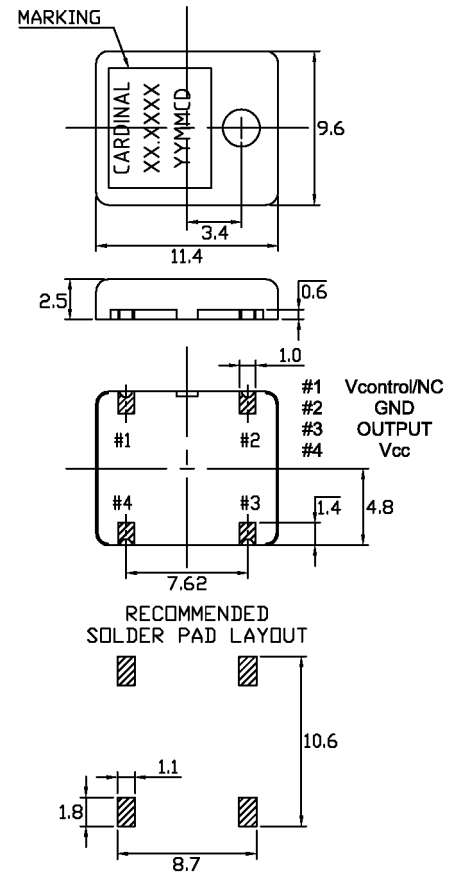 MARKING
CARDINAL
XX.XXXX
YYMMCD
9.6
3.4
11.4
2.5
0.6
1.0
#1 Vcontrol/NC
#2 GND
#3 OUTPUT
#4 Vcc
#1 #2
#4 #3
1.4
4.8
7.62
RECOMMENDED
SOLDER PAD LAYOUT
10.6
1.1
1.8
8.7